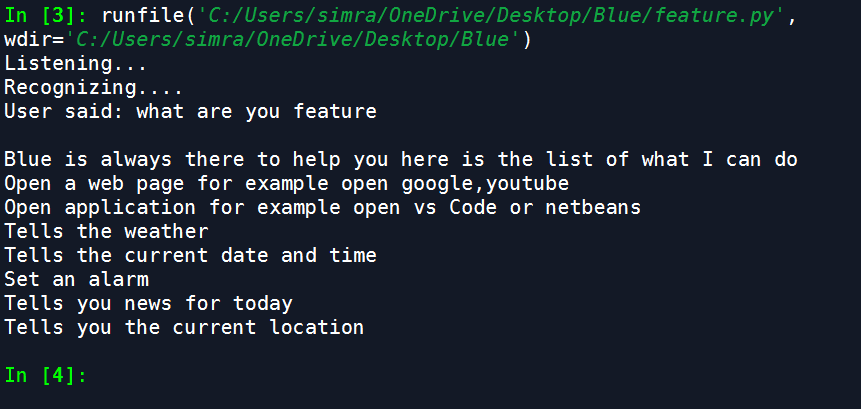 In [3]: runfile('C:/Users/simra/OneDrive/Desktop/Blue/feature.py',
wdir='C:/Users/simra/OneDrive/Desktop/Blue')
Listening...
Recognizing....
User said: what are you feature
Blue is always there to help you here is the list of what I can do
Open a web page for example open google,youtube
Open application for example open vs Code or netbeans
Tells the weather
Tells the current date and time
Set an alarm
Tells you news for today
Tells you the current location
In [4]: